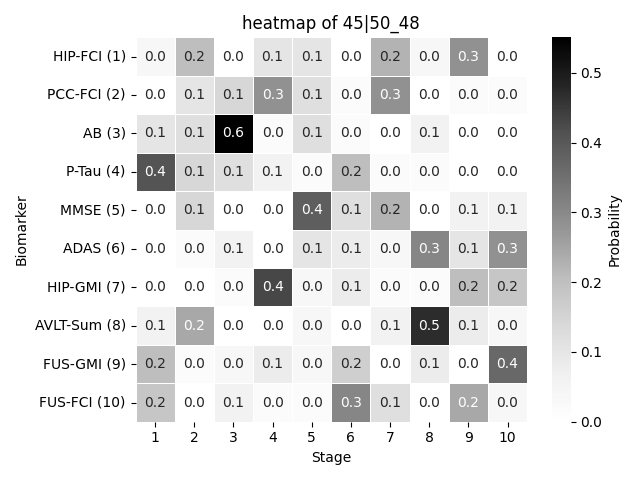 heatmap of 45|50_48
HIP-FCI (1) 0.0 0.2 0.0 0.1 0.1 0.0 0.2 0.0 0.3 0.0
PCC-FCI (2) 0.0 0.1 0.1 0.3 0.1 0.0 0.3 0.0 0.0 0.0
AB (3) 0.1 0.1 0.6 0.0 0.1 0.0 0.0 0.1 0.0 0.0
P-Tau (4) 0.4 0.1 0.1 0.1 0.0 0.2 0.0 0.0 0.0 0.0
MMSE (5) 0.0 0.1 0.0 0.0 0.4 0.1 0.2 0.0 0.1 0.1
ADAS (6) 0.0 0.0 0.1 0.0 0.1 0.1 0.0 0.3 0.1 0.3
HIP-GMI (7) 0.0 0.0 0.0 0.4 0.0 0.1 0.0 0.0 0.2 0.2
AVLT-Sum (8) 0.1 0.2 0.0 0.0 0.0 0.0 0.1 0.5 0.1 0.0
FUS-GMI (9) 0.2 0.0 0.0 0.1 0.0 0.2 0.0 0.1 0.0 0.4
FUS-FCI (10) 0.2 0.0 0.1 0.0 0.0 0.3 0.1 0.0 0.2 0.0
1 2 3 4 5 6 7 8 9 10
Stage
Biomarker
0.5
0.4
0.3
0.2
0.1
0.0
Probability